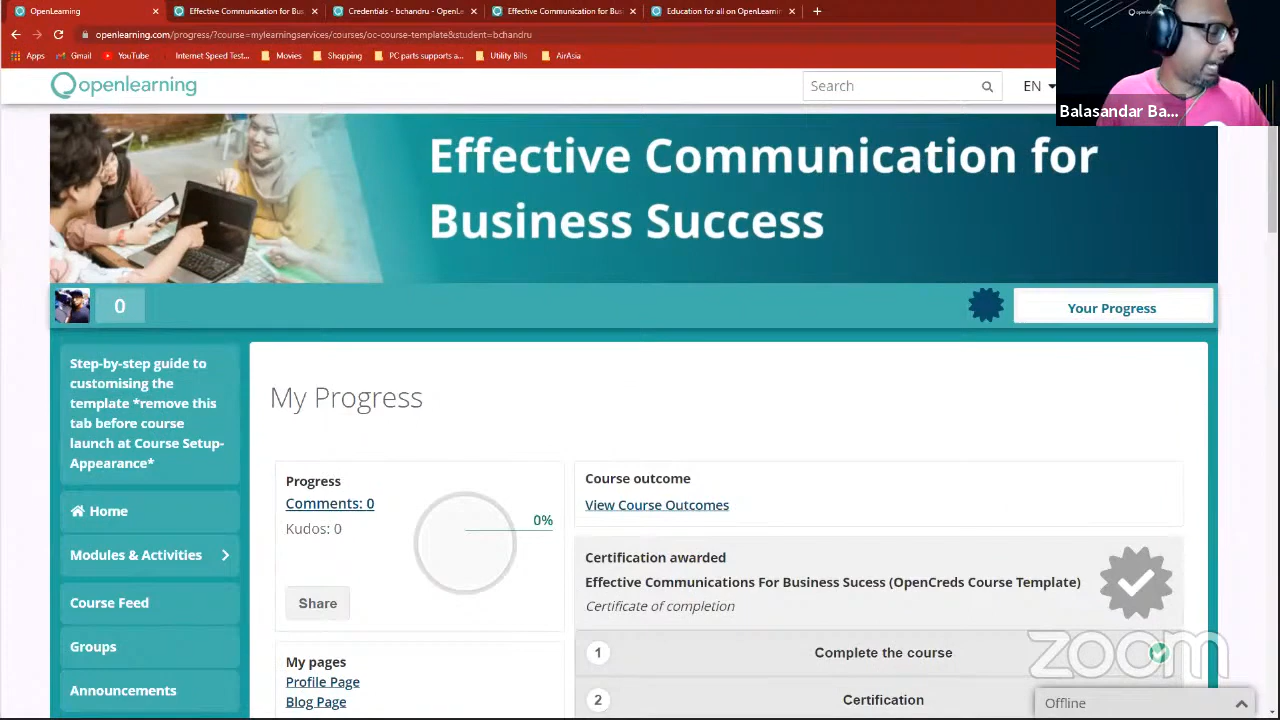 OpenLearning
Effective Communication for Bus
Credentials - bchandru - OpenLe
Effective Communication for Busi
Education for all on OpenLearnin
openlearning.com/progress/?course=mylearningservices/courses/oc-course-template&student=bchandru
Apps
Gmail
YouTube
Internet Speed Test...
Movies
Shopping
PC parts supports a...
Utility Bills
AirAsia
openlearning
Search
EN
Balasandar Ba...
Effective Communication for
Business Success
0
Your Progress
Step-by-step guide to
customising the
template *remove this
tab before course
launch at Course Setup-
Appearance*
Home
Modules & Activities
Course Feed
Groups
Announcements
My Progress
Progress
Comments: 0
Kudos: 0
0%
Share
My pages
Profile Page
Blog Page
Course outcome
View Course Outcomes
Certification awarded
Effective Communications For Business Sucess (OpenCreds Course Template)
Certificate of completion
1
Complete the course
2
Certification
zoom
Offline